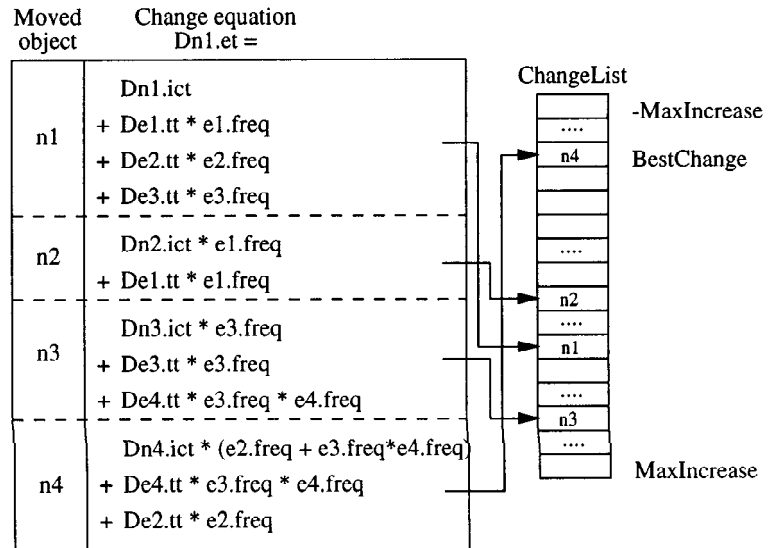 Moved object
Change equation
Dn1.et =
n1
Dn1.ict
+ De1.tt * e1.freq
+ De2.tt * e2.freq
+ De3.tt * e3.freq
n2
Dn2.ict * e1.freq
+ De1.tt * e1.freq
n3
Dn3.ict * e3.freq
+ De3.tt * e3.freq
+ De4.tt * e3.freq * e4.freq
n4
Dn4.ict * (e2.freq + e3.freq*e4.freq)
+ De4.tt * e3.freq * e4.freq
+ De2.tt * e2.freq
ChangeList
-MaxIncrease
....
n4 BestChange
....
n2
....
n1
....
n3
....
MaxIncrease